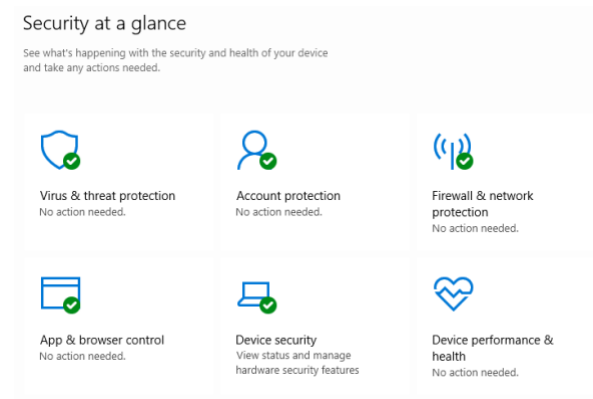 Security at a glance
See what's happening with the security and health of your device
and take any actions needed.
Virus & threat protection
No action needed.
Account protection
No action needed.
Firewall & network
protection
No action needed.
App & browser control
No action needed.
Device security
View status and manage
hardware security features
Device performance &
health
No action needed.